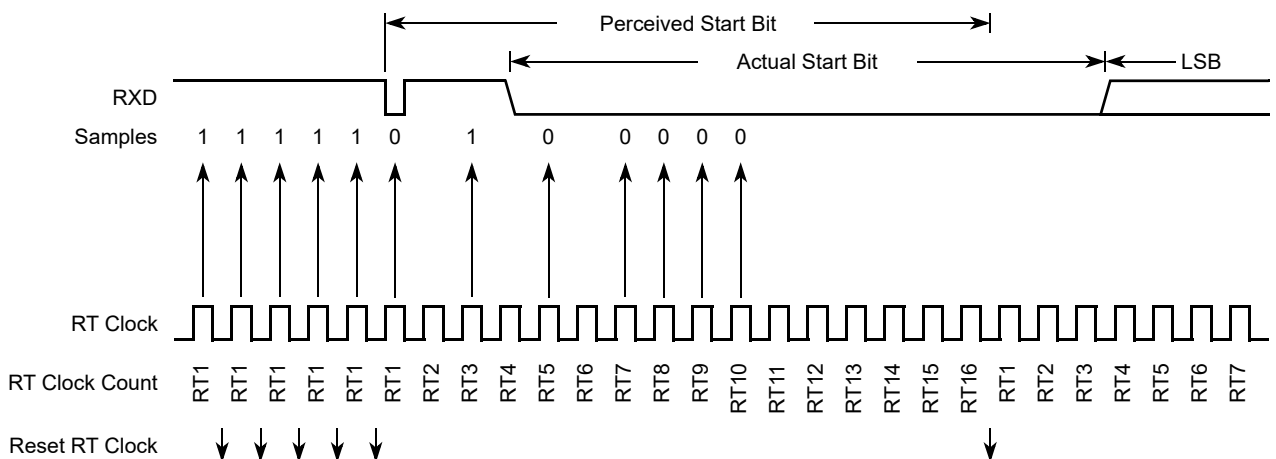 Perceived Start Bit
Actual Start Bit LSB
RXD
Samples 1 1 1 1 1 0 1 0 0 0 0 0
RT Clock
RT Clock Count RT1 RT1 RT1 RT1 RT1 RT1 RT2 RT3 RT4 RT5 RT6 RT7 RT8 RT9 RT10 RT11 RT12 RT13 RT14 RT15 RT16 RT1 RT2 RT3 RT4 RT5 RT6 RT7
Reset RT Clock